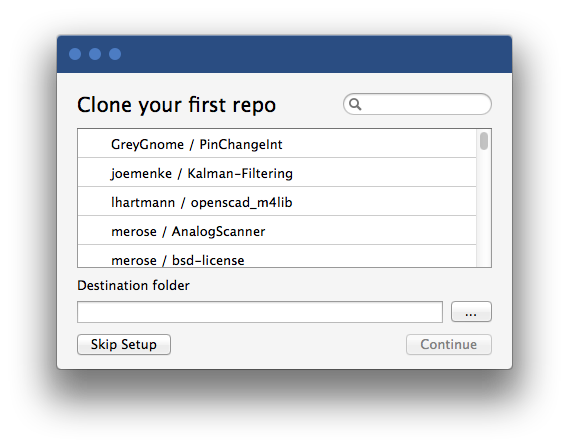 Clone your first repo
GreyGnome / PinChangeInt
joemenke / Kalman-Filtering
lhartmann / openscad_m4lib
merose / AnalogScanner
merose / bsd-license
Destination folder
...
Skip Setup
Continue